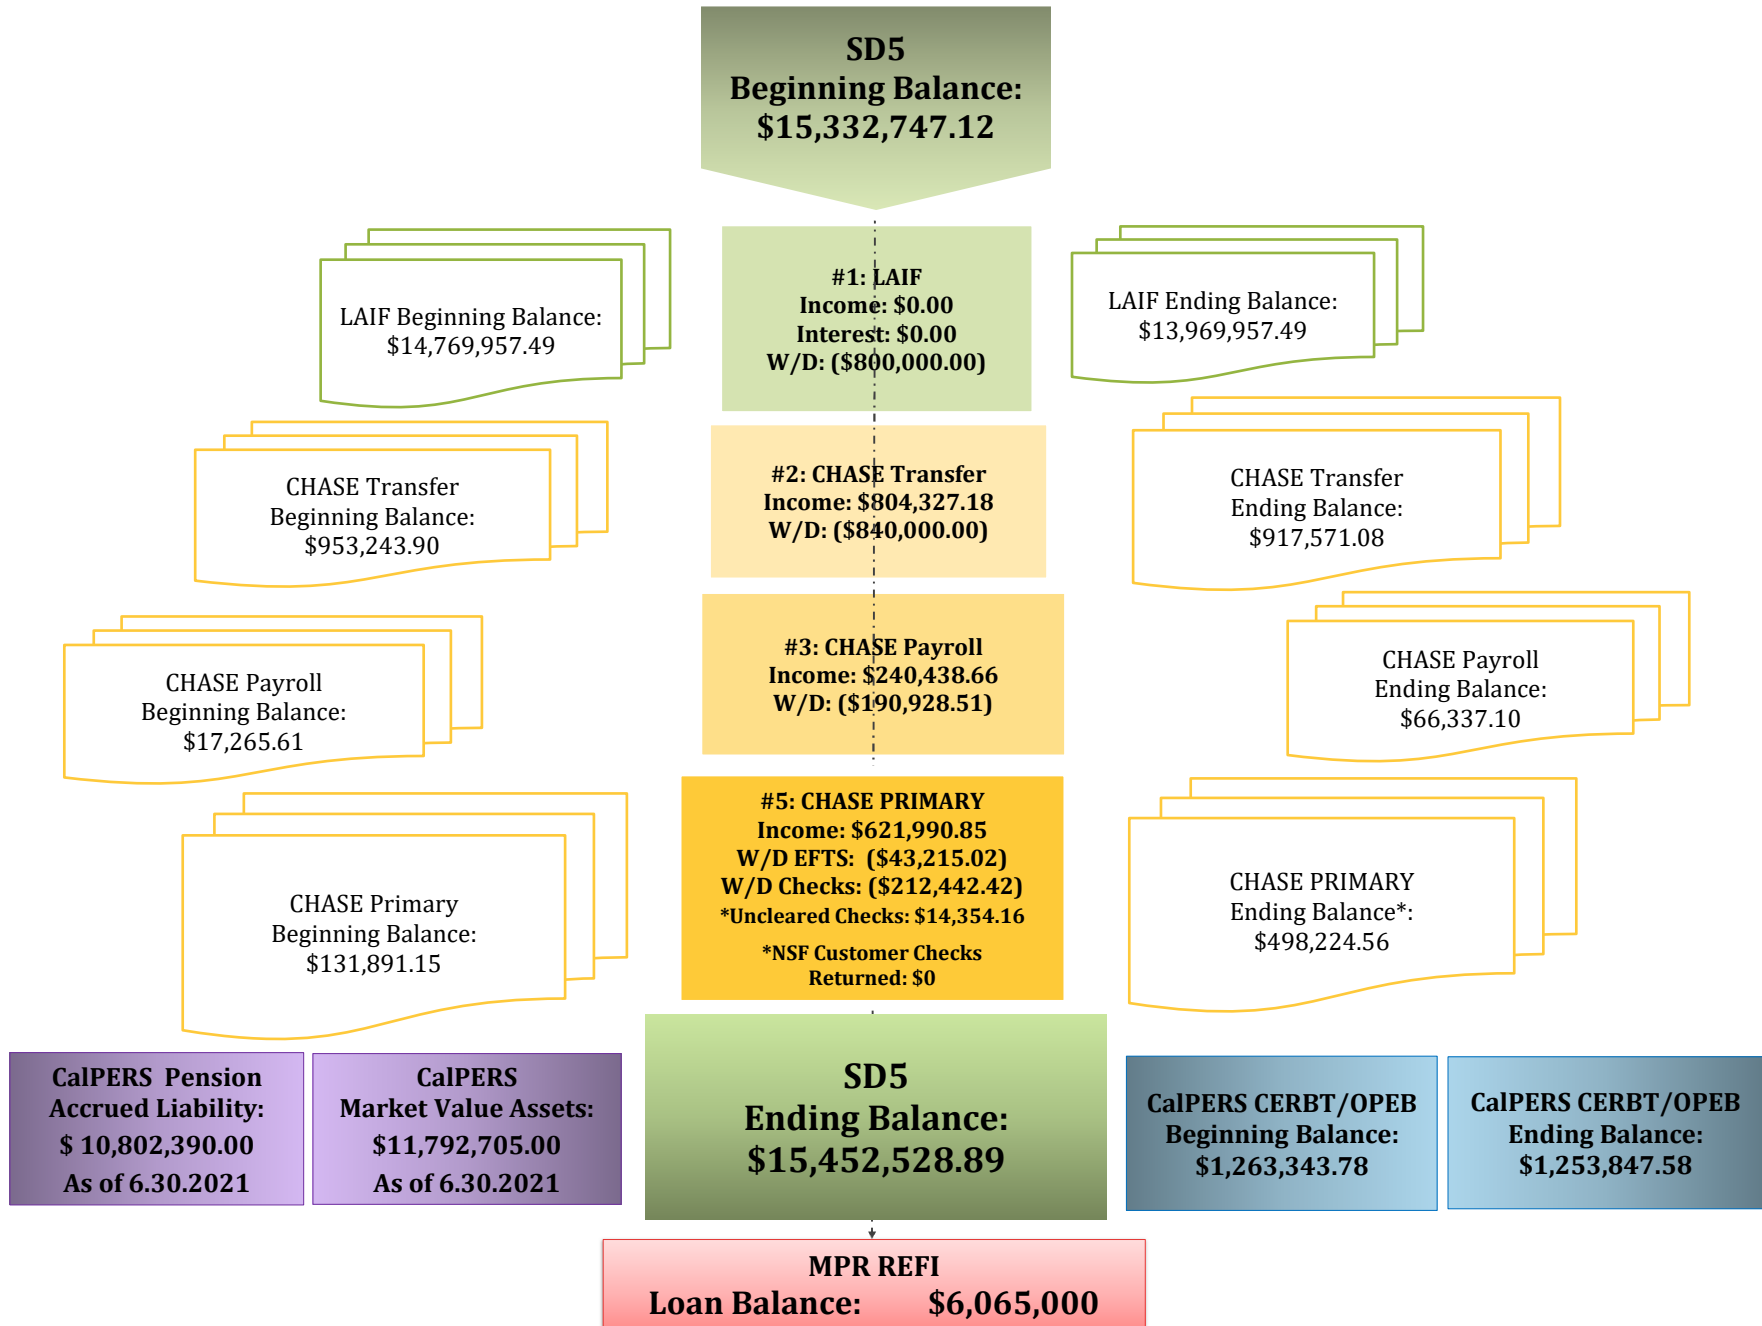 SD5
Beginning Balance:
$15,332,747.12
LAIF Beginning Balance:
$14,769,957.49
#1: LAIF
Income: $0.00
Interest: $0.00
W/D: ($800,000.00)
LAIF Ending Balance:
$13,969,957.49
CHASE Transfer
Beginning Balance:
$953,243.90
#2: CHASE Transfer
Income: $804,327.18
W/D: ($840,000.00)
CHASE Transfer
Ending Balance:
$917,571.08
CHASE Payroll
Beginning Balance:
$17,265.61
#3: CHASE Payroll
Income: $240,438.66
W/D: ($190,928.51)
CHASE Payroll
Ending Balance:
$66,337.10
CHASE Primary
Beginning Balance:
$131,891.15
#5: CHASE PRIMARY
Income: $621,990.85
W/D EFTS:  ($43,215.02)
W/D Checks: ($212,442.42)
*Uncleared Checks: $14,354.16
*NSF Customer Checks
Returned: $0
CHASE PRIMARY
Ending Balance*:
$498,224.56
CalPERS  Pension
Accrued Liability:
$ 10,802,390.00
As of 6.30.2021
CalPERS
Market Value Assets:
$11,792,705.00
As of 6.30.2021
SD5
Ending Balance:
$15,452,528.89
CalPERS CERBT/OPEB
Beginning Balance:
$1,263,343.78
CalPERS CERBT/OPEB
Ending Balance:
$1,253,847.58
MPR REFI
Loan Balance: $6,065,000